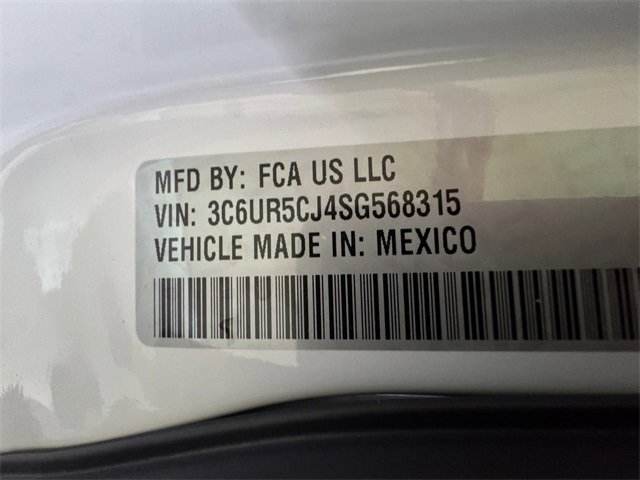 MFD BY: FCA US LLC
VIN: 3C6UR5CJ4SG568315
VEHICLE MADE IN: MEXICO